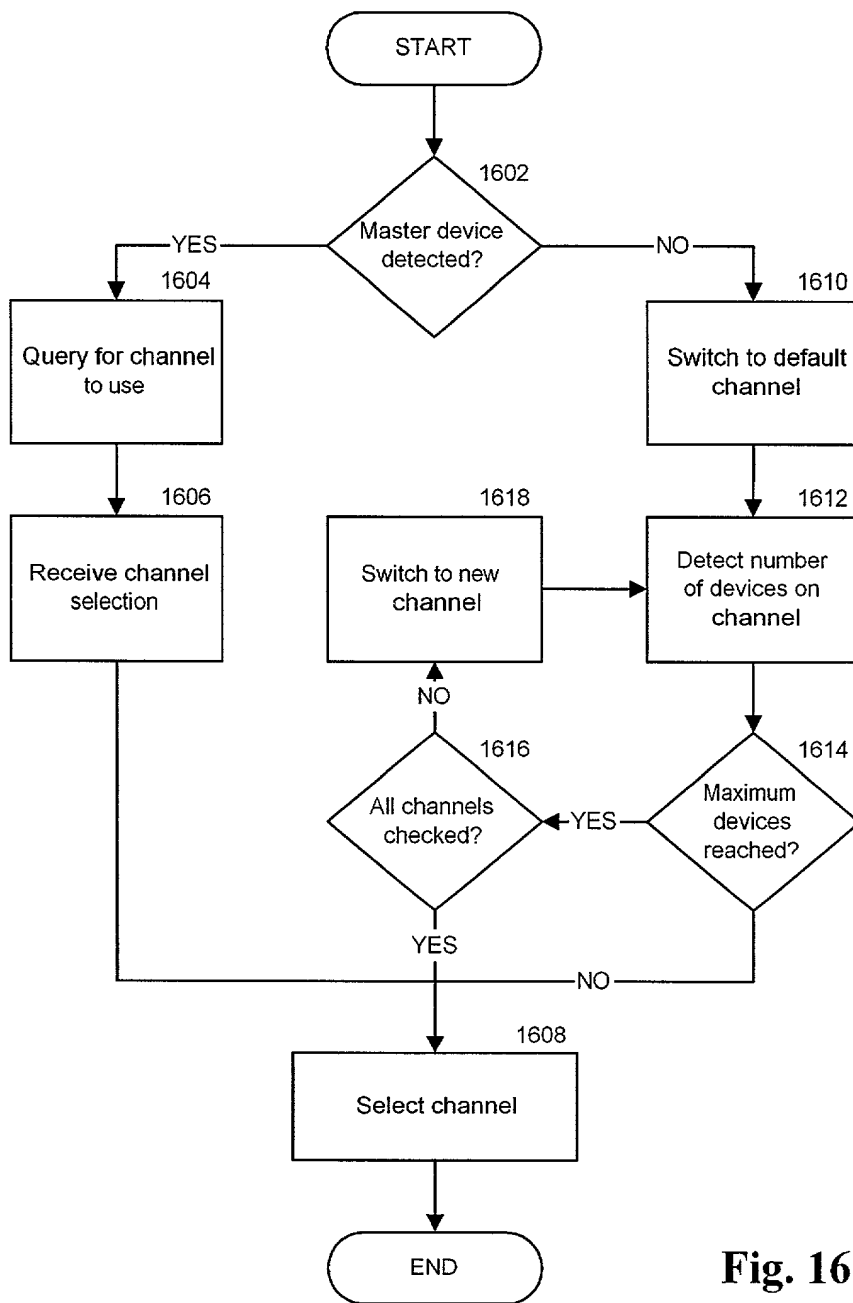 START
1602
Master device
detected?
YES
NO
1604
1610
Query for channel
to use
Switch to default
channel
1606
1618
1612
Receive channel
selection
Switch to new
channel
Detect number
of devices on
channel
NO
1616
1614
All channels
checked?
YES
Maximum
devices
reached?
YES
NO
1608
Select channel
END
Fig. 16